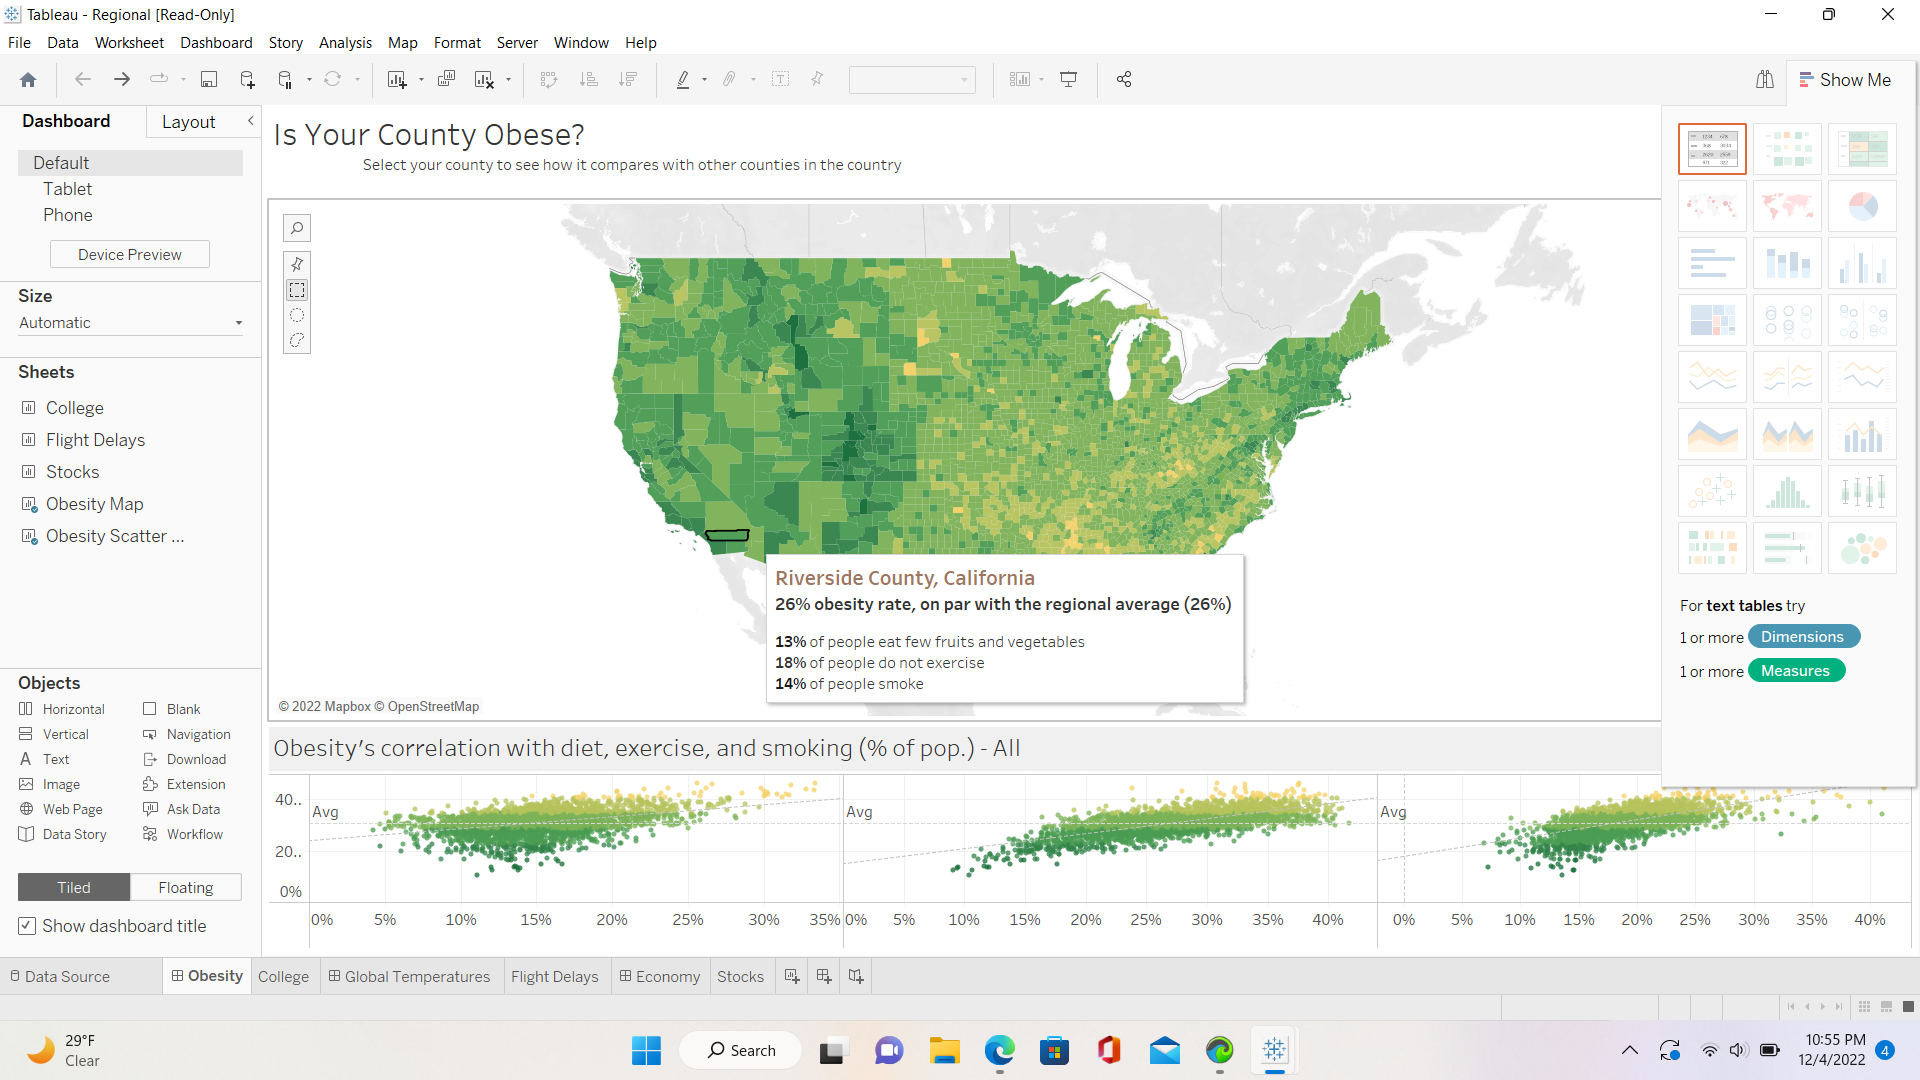 Tableau - Regional [Read-Only]
File Data Worksheet Dashboard Story Analysis Map Format Server Window Help
Show Me
Dashboard Layout
Default
Tablet
Phone
Device Preview
Size
Automatic
Sheets
College
Flight Delays
Stocks
Obesity Map
Obesity Scatter ...
Objects
Horizontal Blank
Vertical Navigation
Text Download
Image Extension
Web Page Ask Data
Data Story Workflow
Tiled Floating
Show dashboard title
Is Your County Obese?
Select your county to see how it compares with other counties in the country
Riverside County, California
26% obesity rate, on par with the regional average (26%)
13% of people eat few fruits and vegetables
18% of people do not exercise
14% of people smoke
© 2022 Mapbox © OpenStreetMap
Obesity's correlation with diet, exercise, and smoking (% of pop.) - All
40..
20..
0%
Avg Avg Avg
0% 5% 10% 15% 20% 25% 30% 35% 0% 5% 10% 15% 20% 25% 30% 35% 40% 0% 5% 10% 15% 20% 25% 30% 35% 40%
For text tables try
1 or more Dimensions
1 or more Measures
Data Source Obesity College Global Temperatures Flight Delays Economy Stocks
29°F
Clear
Search
10:55 PM
12/4/2022
4